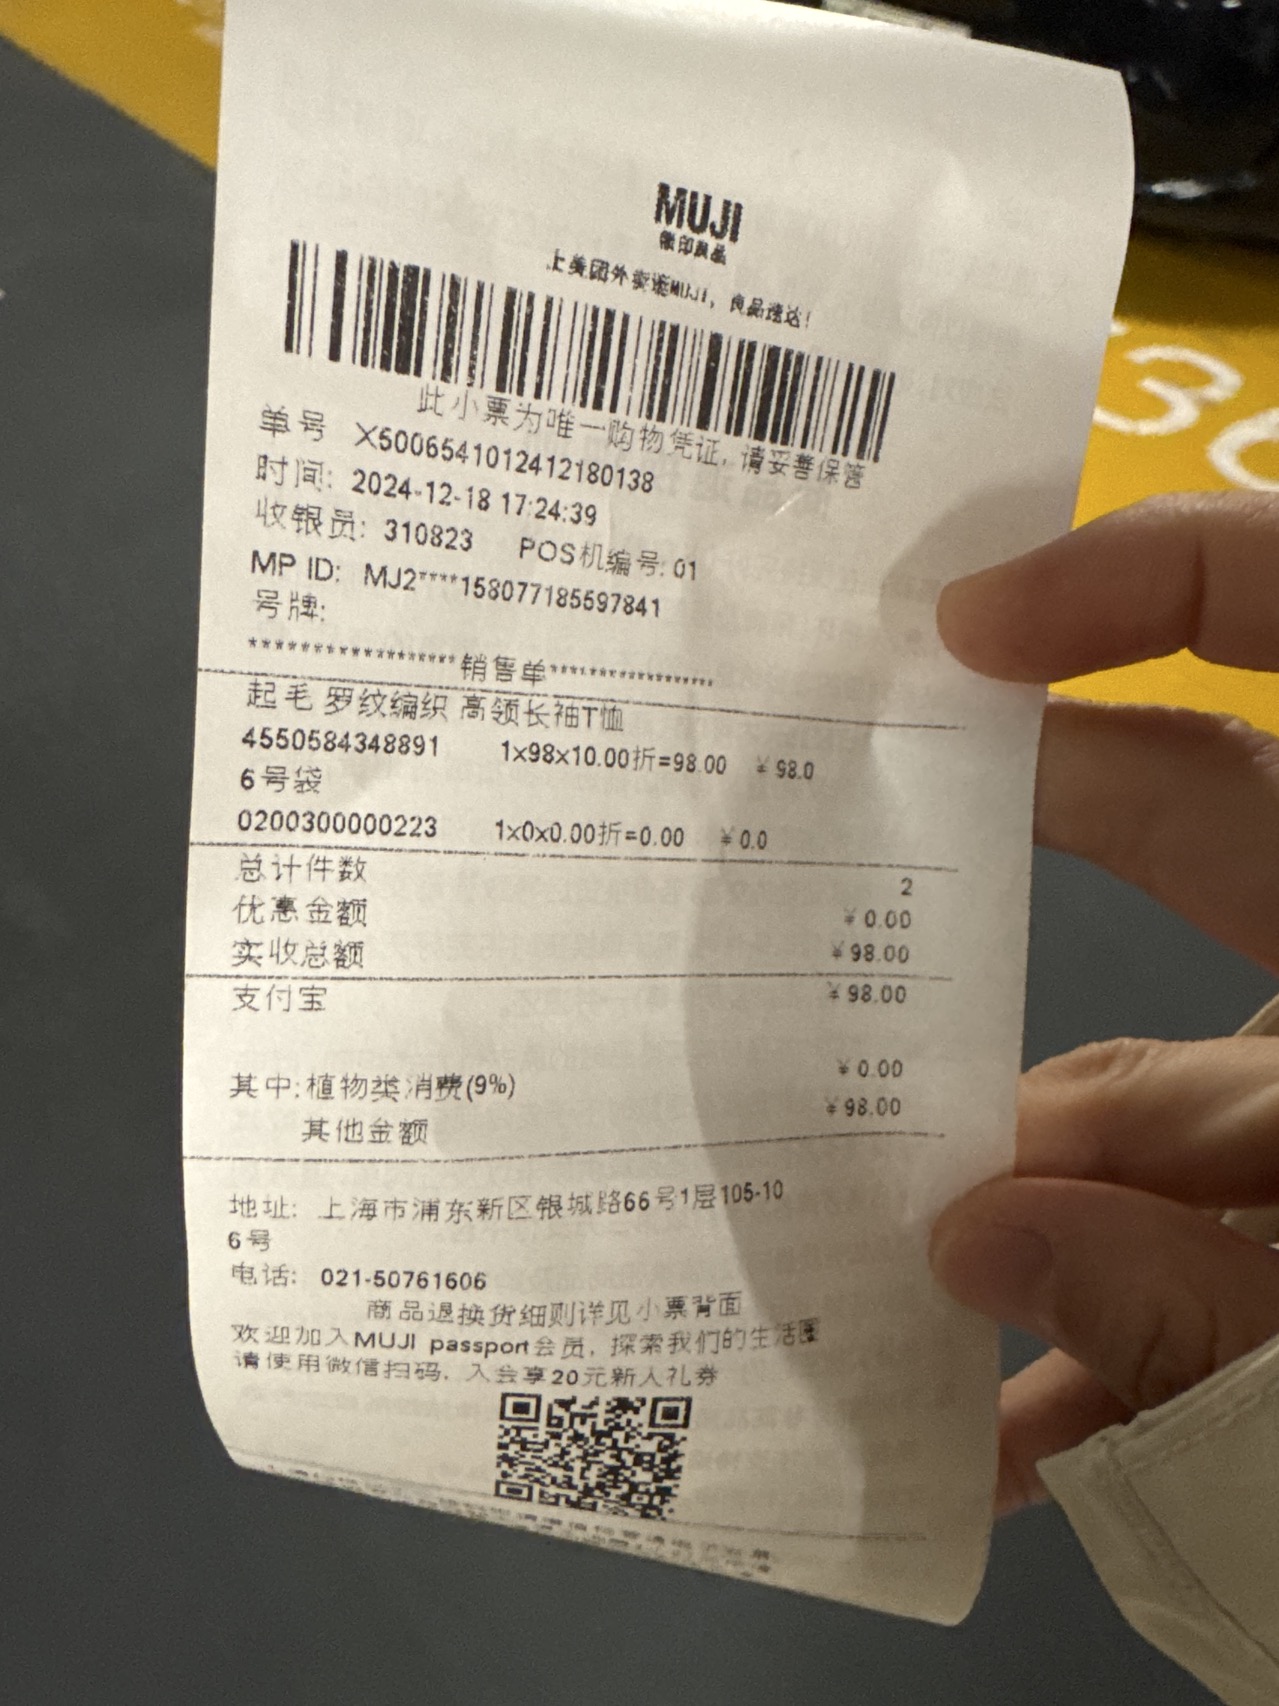 MUJI
無印良品
上美团外卖逛MUJI，良品速达！
此小票为唯一购物凭证，请妥善保管
单号 X5006541012412180138
时间: 2024-12-18 17:24:39
收银员: 310823 POS机编号: 01
MP ID: MJ2****158077185597841
号牌:
******************销售单******************
起毛 罗纹编织 高领长袖T恤
4550584348891 1x98x10.00折=98.00 ￥98.0
6号袋
0200300000223 1x0x0.00折=0.00 ￥0.0
总计件数 2
优惠金额 ￥0.00
实收总额 ￥98.00
支付宝 ￥98.00
其中:植物类消费(9%) ￥0.00
其他金额 ￥98.00
地址: 上海市浦东新区银城路66号1层105-10
6号
电话: 021-50761606
商品退换货细则详见小票背面
欢迎加入MUJI passport会员，探索我们的生活圈
请使用微信扫码，入会享20元新人礼券